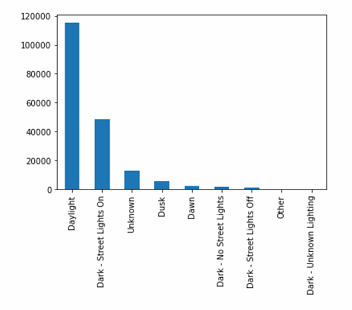 120000
100000
80000
60000
40000
20000
0
Daylight
Dark - Street Lights On
Unknown
Dusk
Dawn
Dark - No Street Lights
Dark - Street Lights Off
Other
Dark - Unknown Lighting